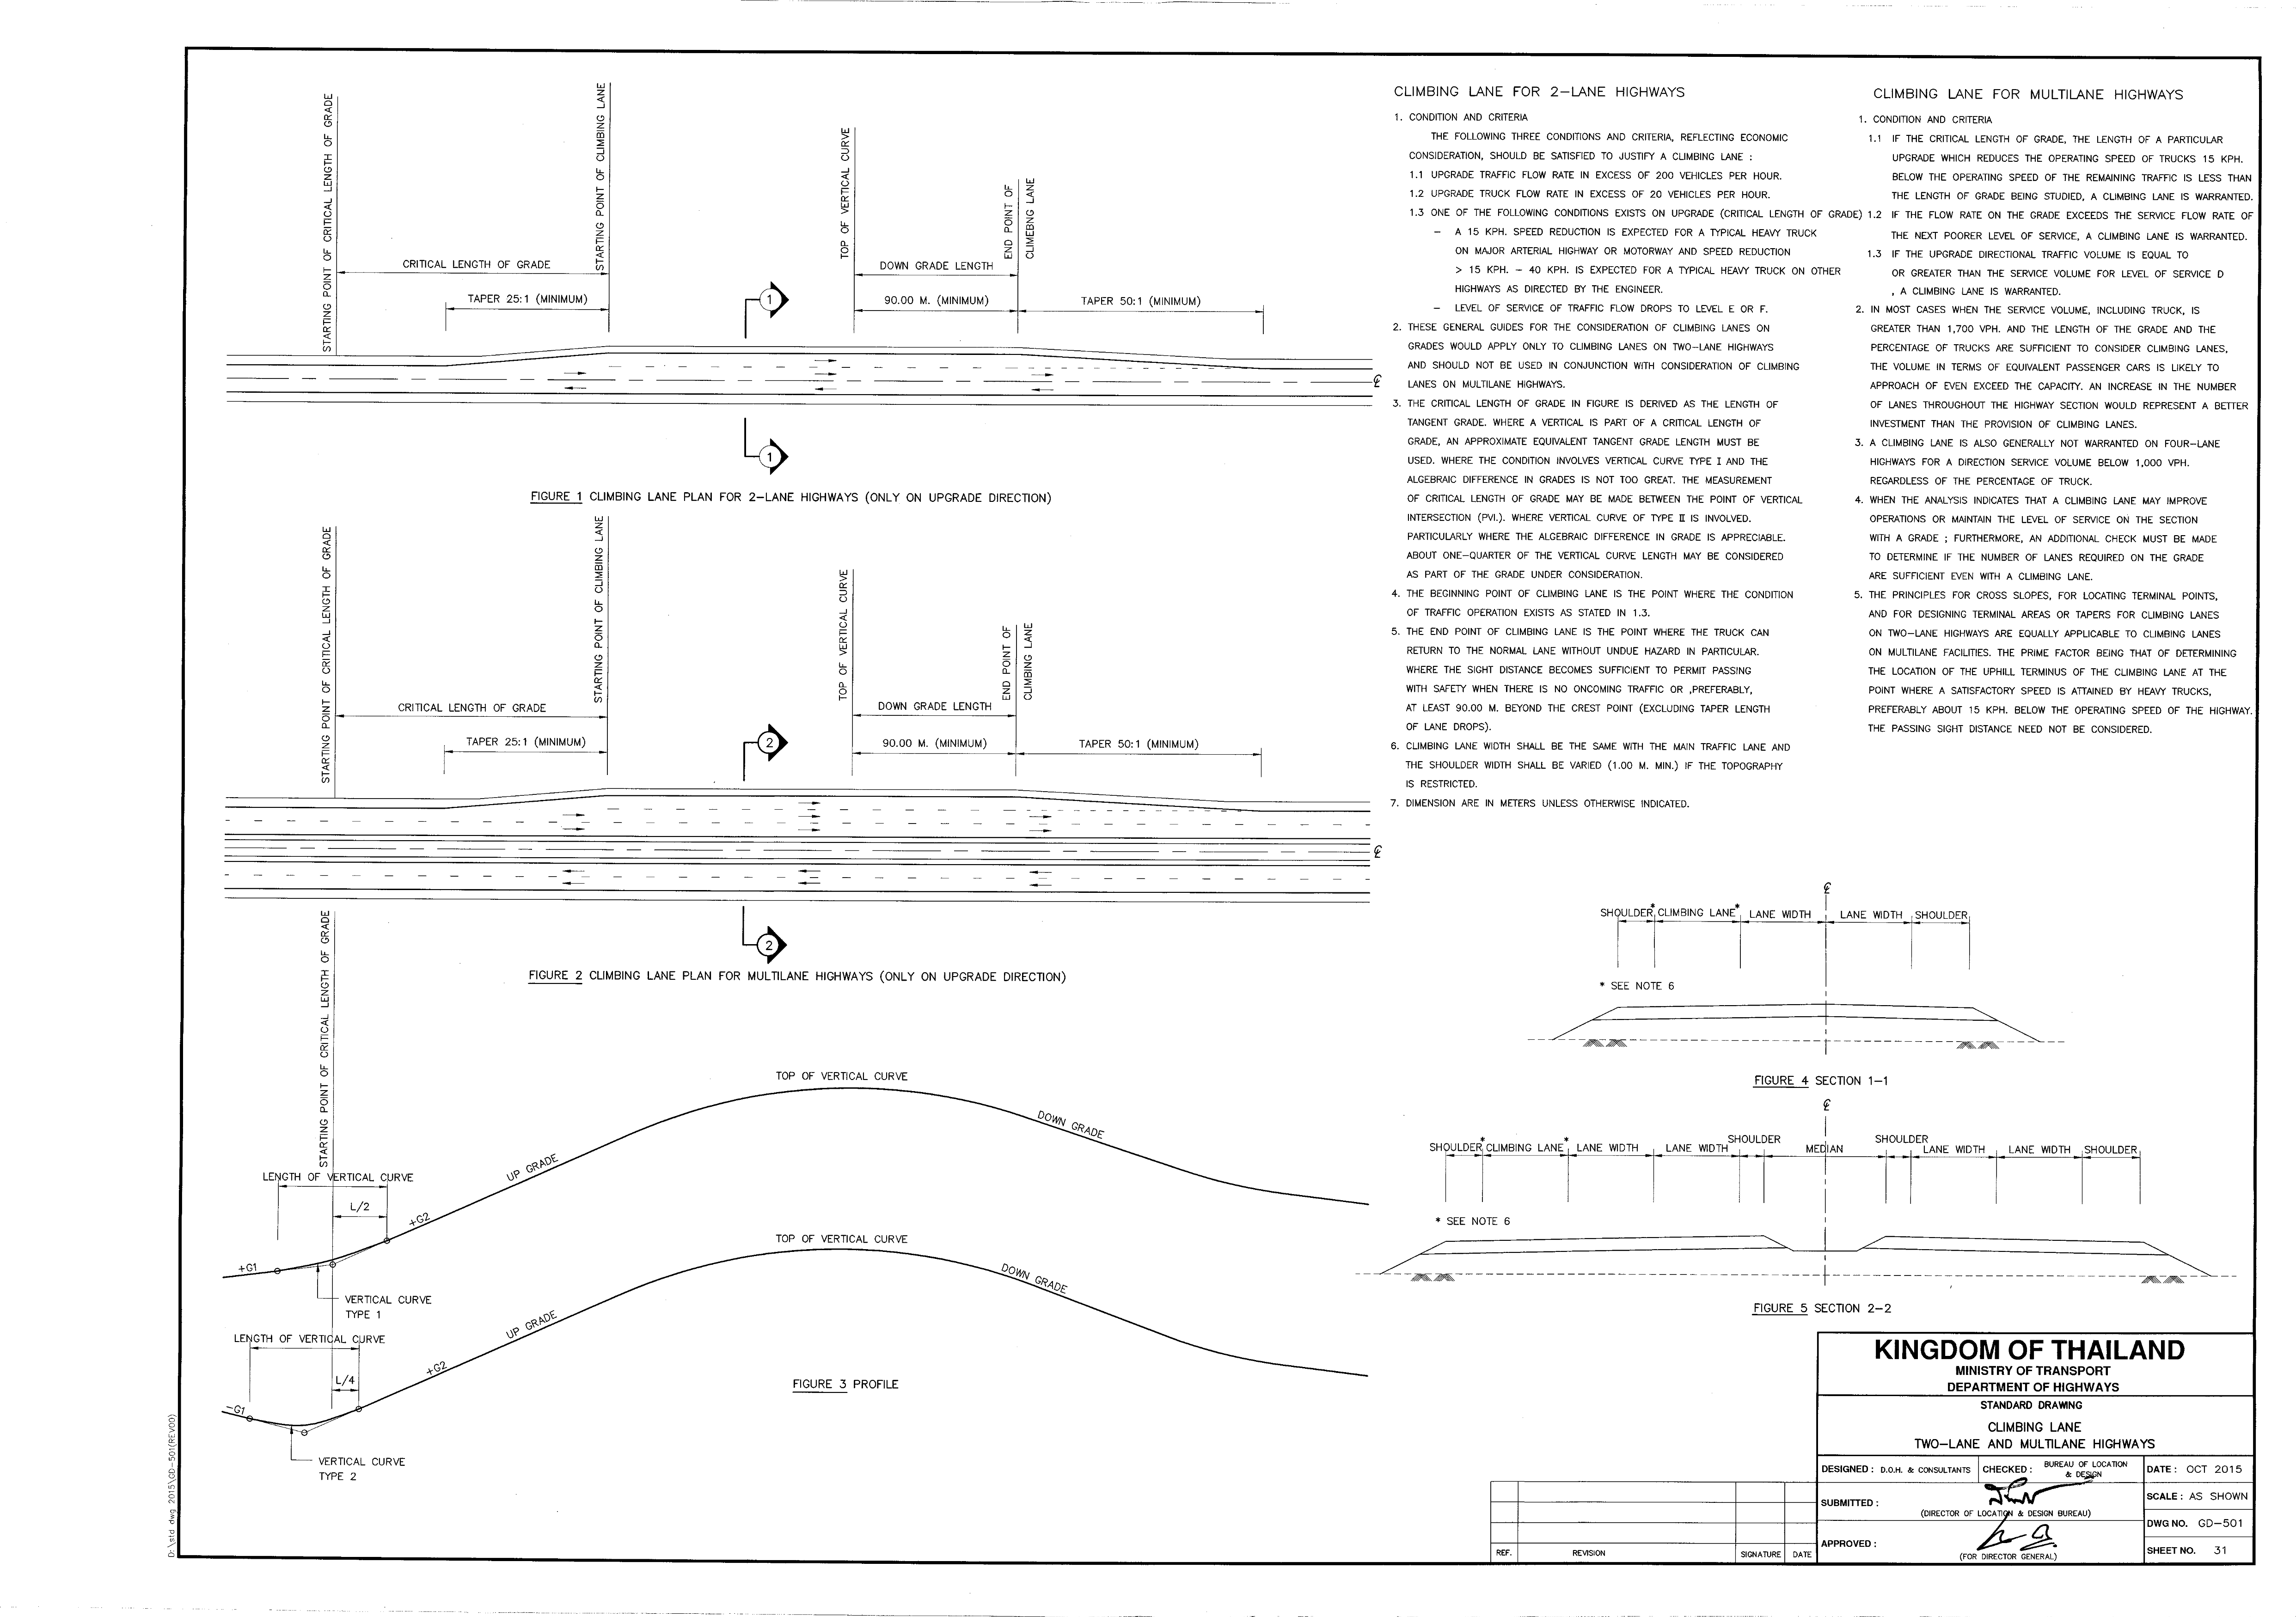 STARTING POINT OF CRITICAL LENGTH OF GRADE
STARTING POINT OF CLIMBING LANE
TOP OF VERTICAL CURVE
END POINT OF
CLIMEBNG LANE
CRITICAL LENGTH OF GRADE
DOWN GRADE LENGTH
TAPER 25:1 (MINIMUM)
1
90.00 M. (MINIMUM)
TAPER 50:1 (MINIMUM)
℄
1
FIGURE 1 CLIMBING LANE PLAN FOR 2-LANE HIGHWAYS (ONLY ON UPGRADE DIRECTION)
STARTING POINT OF CRITICAL LENGTH OF GRADE
STARTING POINT OF CLIMBING LANE
TOP OF VERTICAL CURVE
END POINT OF
CLIMBING LANE
CRITICAL LENGTH OF GRADE
DOWN GRADE LENGTH
TAPER 25:1 (MINIMUM)
2
90.00 M. (MINIMUM)
TAPER 50:1 (MINIMUM)
℄
2
FIGURE 2 CLIMBING LANE PLAN FOR MULTILANE HIGHWAYS (ONLY ON UPGRADE DIRECTION)
STARTING POINT OF CRITICAL LENGTH OF GRADE
TOP OF VERTICAL CURVE
DOWN GRADE
UP GRADE
LENGTH OF VERTICAL CURVE
L/2
+G2
+G1
VERTICAL CURVE
TYPE 1
TOP OF VERTICAL CURVE
DOWN GRADE
UP GRADE
LENGTH OF VERTICAL CURVE
+G2
L/4
-G1
VERTICAL CURVE
TYPE 2
FIGURE 3 PROFILE
CLIMBING LANE FOR 2-LANE HIGHWAYS
1. CONDITION AND CRITERIA
THE FOLLOWING THREE CONDITIONS AND CRITERIA, REFLECTING ECONOMIC
CONSIDERATION, SHOULD BE SATISFIED TO JUSTIFY A CLIMBING LANE :
1.1 UPGRADE TRAFFIC FLOW RATE IN EXCESS OF 200 VEHICLES PER HOUR.
1.2 UPGRADE TRUCK FLOW RATE IN EXCESS OF 20 VEHICLES PER HOUR.
1.3 ONE OF THE FOLLOWING CONDITIONS EXISTS ON UPGRADE (CRITICAL LENGTH OF GRADE)
- A 15 KPH. SPEED REDUCTION IS EXPECTED FOR A TYPICAL HEAVY TRUCK
ON MAJOR ARTERIAL HIGHWAY OR MOTORWAY AND SPEED REDUCTION
> 15 KPH. - 40 KPH. IS EXPECTED FOR A TYPICAL HEAVY TRUCK ON OTHER
HIGHWAYS AS DIRECTED BY THE ENGINEER.
- LEVEL OF SERVICE OF TRAFFIC FLOW DROPS TO LEVEL E OR F.
2. THESE GENERAL GUIDES FOR THE CONSIDERATION OF CLIMBING LANES ON
GRADES WOULD APPLY ONLY TO CLIMBING LANES ON TWO-LANE HIGHWAYS
AND SHOULD NOT BE USED IN CONJUNCTION WITH CONSIDERATION OF CLIMBING
LANES ON MULTILANE HIGHWAYS.
3. THE CRITICAL LENGTH OF GRADE IN FIGURE IS DERIVED AS THE LENGTH OF
TANGENT GRADE. WHERE A VERTICAL IS PART OF A CRITICAL LENGTH OF
GRADE, AN APPROXIMATE EQUIVALENT TANGENT GRADE LENGTH MUST BE
USED. WHERE THE CONDITION INVOLVES VERTICAL CURVE TYPE I AND THE
ALGEBRAIC DIFFERENCE IN GRADES IS NOT TOO GREAT. THE MEASUREMENT
OF CRITICAL LENGTH OF GRADE MAY BE MADE BETWEEN THE POINT OF VERTICAL
INTERSECTION (PVI.). WHERE VERTICAL CURVE OF TYPE II IS INVOLVED.
PARTICULARLY WHERE THE ALGEBRAIC DIFFERENCE IN GRADE IS APPRECIABLE.
ABOUT ONE-QUARTER OF THE VERTICAL CURVE LENGTH MAY BE CONSIDERED
AS PART OF THE GRADE UNDER CONSIDERATION.
4. THE BEGINNING POINT OF CLIMBING LANE IS THE POINT WHERE THE CONDITION
OF TRAFFIC OPERATION EXISTS AS STATED IN 1.3.
5. THE END POINT OF CLIMBING LANE IS THE POINT WHERE THE TRUCK CAN
RETURN TO THE NORMAL LANE WITHOUT UNDUE HAZARD IN PARTICULAR.
WHERE THE SIGHT DISTANCE BECOMES SUFFICIENT TO PERMIT PASSING
WITH SAFETY WHEN THERE IS NO ONCOMING TRAFFIC OR ,PREFERABLY,
AT LEAST 90.00 M. BEYOND THE CREST POINT (EXCLUDING TAPER LENGTH
OF LANE DROPS).
6. CLIMBING LANE WIDTH SHALL BE THE SAME WITH THE MAIN TRAFFIC LANE AND
THE SHOULDER WIDTH SHALL BE VARIED (1.00 M. MIN.) IF THE TOPOGRAPHY
IS RESTRICTED.
7. DIMENSION ARE IN METERS UNLESS OTHERWISE INDICATED.
CLIMBING LANE FOR MULTILANE HIGHWAYS
1. CONDITION AND CRITERIA
1.1 IF THE CRITICAL LENGTH OF GRADE, THE LENGTH OF A PARTICULAR
UPGRADE WHICH REDUCES THE OPERATING SPEED OF TRUCKS 15 KPH.
BELOW THE OPERATING SPEED OF THE REMAINING TRAFFIC IS LESS THAN
THE LENGTH OF GRADE BEING STUDIED, A CLIMBING LANE IS WARRANTED.
1.2 IF THE FLOW RATE ON THE GRADE EXCEEDS THE SERVICE FLOW RATE OF
THE NEXT POORER LEVEL OF SERVICE, A CLIMBING LANE IS WARRANTED.
1.3 IF THE UPGRADE DIRECTIONAL TRAFFIC VOLUME IS EQUAL TO
OR GREATER THAN THE SERVICE VOLUME FOR LEVEL OF SERVICE D
, A CLIMBING LANE IS WARRANTED.
2. IN MOST CASES WHEN THE SERVICE VOLUME, INCLUDING TRUCK, IS
GREATER THAN 1,700 VPH. AND THE LENGTH OF THE GRADE AND THE
PERCENTAGE OF TRUCKS ARE SUFFICIENT TO CONSIDER CLIMBING LANES,
THE VOLUME IN TERMS OF EQUIVALENT PASSENGER CARS IS LIKELY TO
APPROACH OF EVEN EXCEED THE CAPACITY. AN INCREASE IN THE NUMBER
OF LANES THROUGHOUT THE HIGHWAY SECTION WOULD REPRESENT A BETTER
INVESTMENT THAN THE PROVISION OF CLIMBING LANES.
3. A CLIMBING LANE IS ALSO GENERALLY NOT WARRANTED ON FOUR-LANE
HIGHWAYS FOR A DIRECTION SERVICE VOLUME BELOW 1,000 VPH.
REGARDLESS OF THE PERCENTAGE OF TRUCK.
4. WHEN THE ANALYSIS INDICATES THAT A CLIMBING LANE MAY IMPROVE
OPERATIONS OR MAINTAIN THE LEVEL OF SERVICE ON THE SECTION
WITH A GRADE ; FURTHERMORE, AN ADDITIONAL CHECK MUST BE MADE
TO DETERMINE IF THE NUMBER OF LANES REQUIRED ON THE GRADE
ARE SUFFICIENT EVEN WITH A CLIMBING LANE.
5. THE PRINCIPLES FOR CROSS SLOPES, FOR LOCATING TERMINAL POINTS,
AND FOR DESIGNING TERMINAL AREAS OR TAPERS FOR CLIMBING LANES
ON TWO-LANE HIGHWAYS ARE EQUALLY APPLICABLE TO CLIMBING LANES
ON MULTILANE FACILITIES. THE PRIME FACTOR BEING THAT OF DETERMINING
THE LOCATION OF THE UPHILL TERMINUS OF THE CLIMBING LANE AT THE
POINT WHERE A SATISFACTORY SPEED IS ATTAINED BY HEAVY TRUCKS,
PREFERABLY ABOUT 15 KPH. BELOW THE OPERATING SPEED OF THE HIGHWAY.
THE PASSING SIGHT DISTANCE NEED NOT BE CONSIDERED.
℄
SHOULDER* CLIMBING LANE* LANE WIDTH LANE WIDTH SHOULDER
* SEE NOTE 6
FIGURE 4 SECTION 1-1
℄
SHOULDER* CLIMBING LANE* LANE WIDTH LANE WIDTH SHOULDER MEDIAN SHOULDER LANE WIDTH LANE WIDTH SHOULDER
* SEE NOTE 6
FIGURE 5 SECTION 2-2
KINGDOM OF THAILAND
MINISTRY OF TRANSPORT
DEPARTMENT OF HIGHWAYS
STANDARD DRAWING
CLIMBING LANE
TWO-LANE AND MULTILANE HIGHWAYS
DESIGNED : D.O.H. & CONSULTANTS
CHECKED : BUREAU OF LOCATION
& DESIGN
DATE : OCT 2015
SUBMITTED :
(DIRECTOR OF LOCATION & DESIGN BUREAU)
SCALE : AS SHOWN
DWG NO. GD-501
APPROVED :
(FOR DIRECTOR GENERAL)
SHEET NO. 31
REF. REVISION SIGNATURE DATE
D:\std dwg 2015\GD-501(REV00)